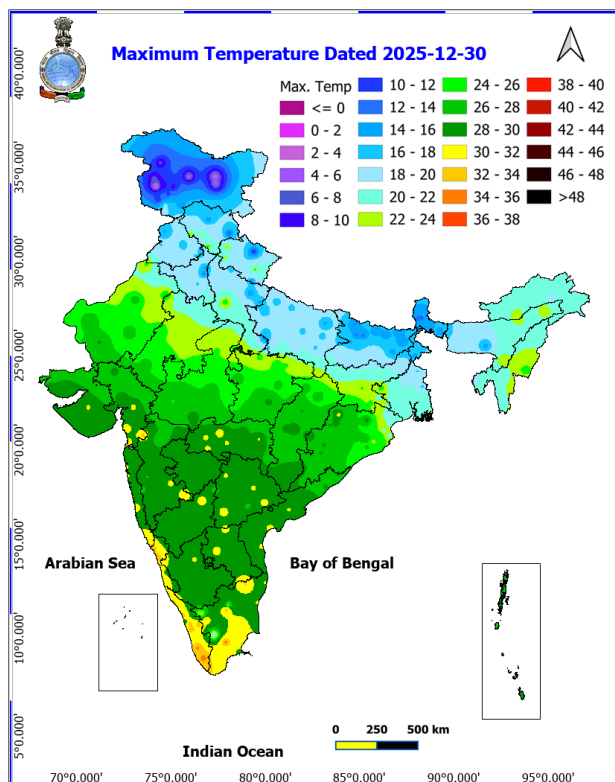 Maximum Temperature Dated 2025-12-30
Max. Temp
<= 0
0 - 2
2 - 4
4 - 6
6 - 8
8 - 10
10 - 12
12 - 14
14 - 16
16 - 18
18 - 20
20 - 22
22 - 24
24 - 26
26 - 28
28 - 30
30 - 32
32 - 34
34 - 36
36 - 38
38 - 40
40 - 42
42 - 44
44 - 46
46 - 48
>48
40°0.000'
35°0.000'
30°0.000'
25°0.000'
20°0.000'
15°0.000'
10°0.000'
5°0.000'
Arabian Sea
Bay of Bengal
Indian Ocean
0 250 500 km
70°0.000' 75°0.000' 80°0.000' 85°0.000' 90°0.000' 95°0.000'